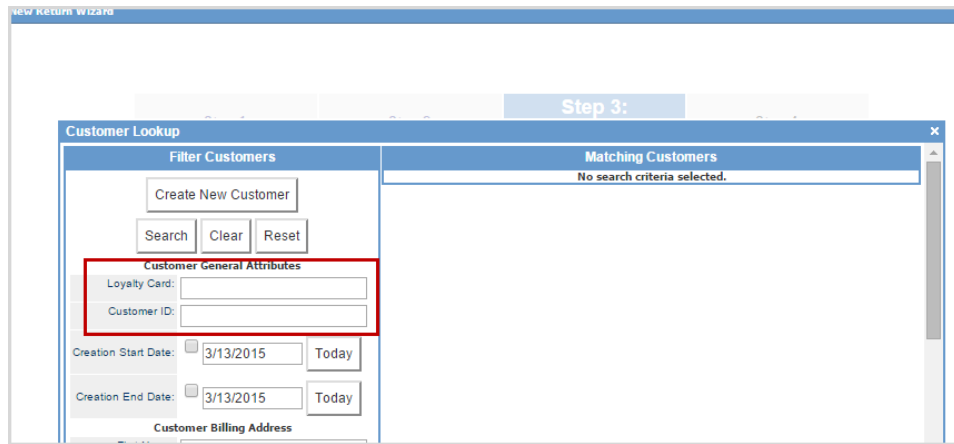 New Return Wizard
Step 3:
Customer Lookup x
Filter Customers
Matching Customers
No search criteria selected.
Create New Customer
Search Clear Reset
Customer General Attributes
Loyalty Card:
Customer ID:
Creation Start Date: 3/13/2015 Today
Creation End Date: 3/13/2015 Today
Customer Billing Address